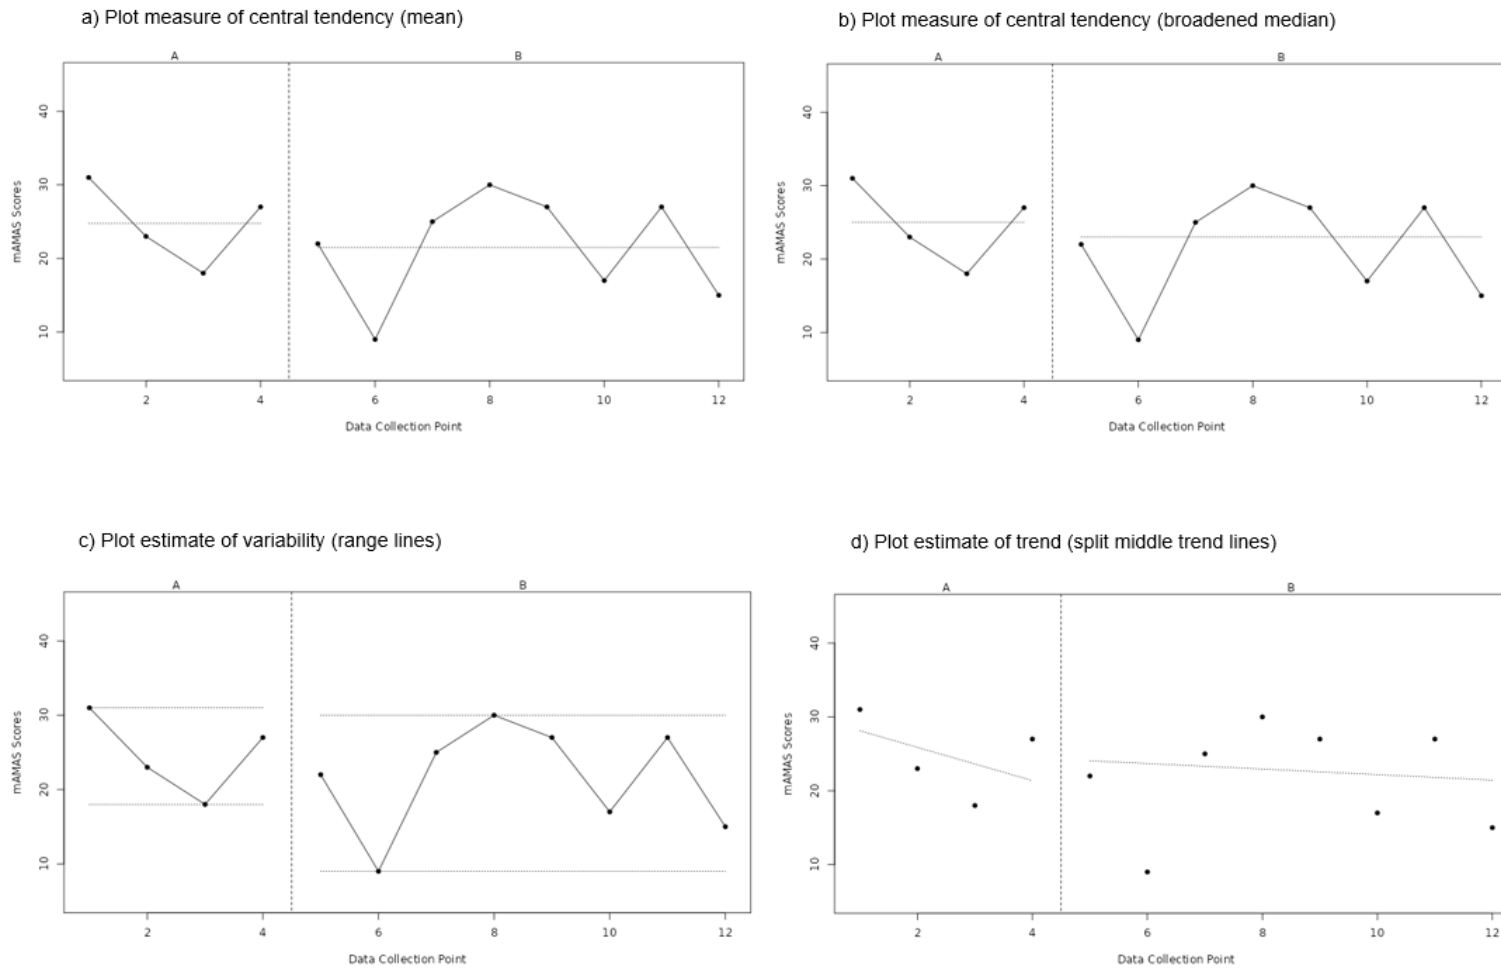 a) Plot measure of central tendency (mean)
A B
40
30
20
10
mAMAS Scores
2 4 6 8 10 12
Data Collection Point
b) Plot measure of central tendency (broadened median)
A B
40
30
20
10
mAMAS Scores
2 4 6 8 10 12
Data Collection Point
c) Plot estimate of variability (range lines)
A B
40
30
20
10
mAMAS Scores
2 4 6 8 10 12
Data Collection Point
d) Plot estimate of trend (split middle trend lines)
A B
40
30
20
10
mAMAS Scores
2 4 6 8 10 12
Data Collection Point